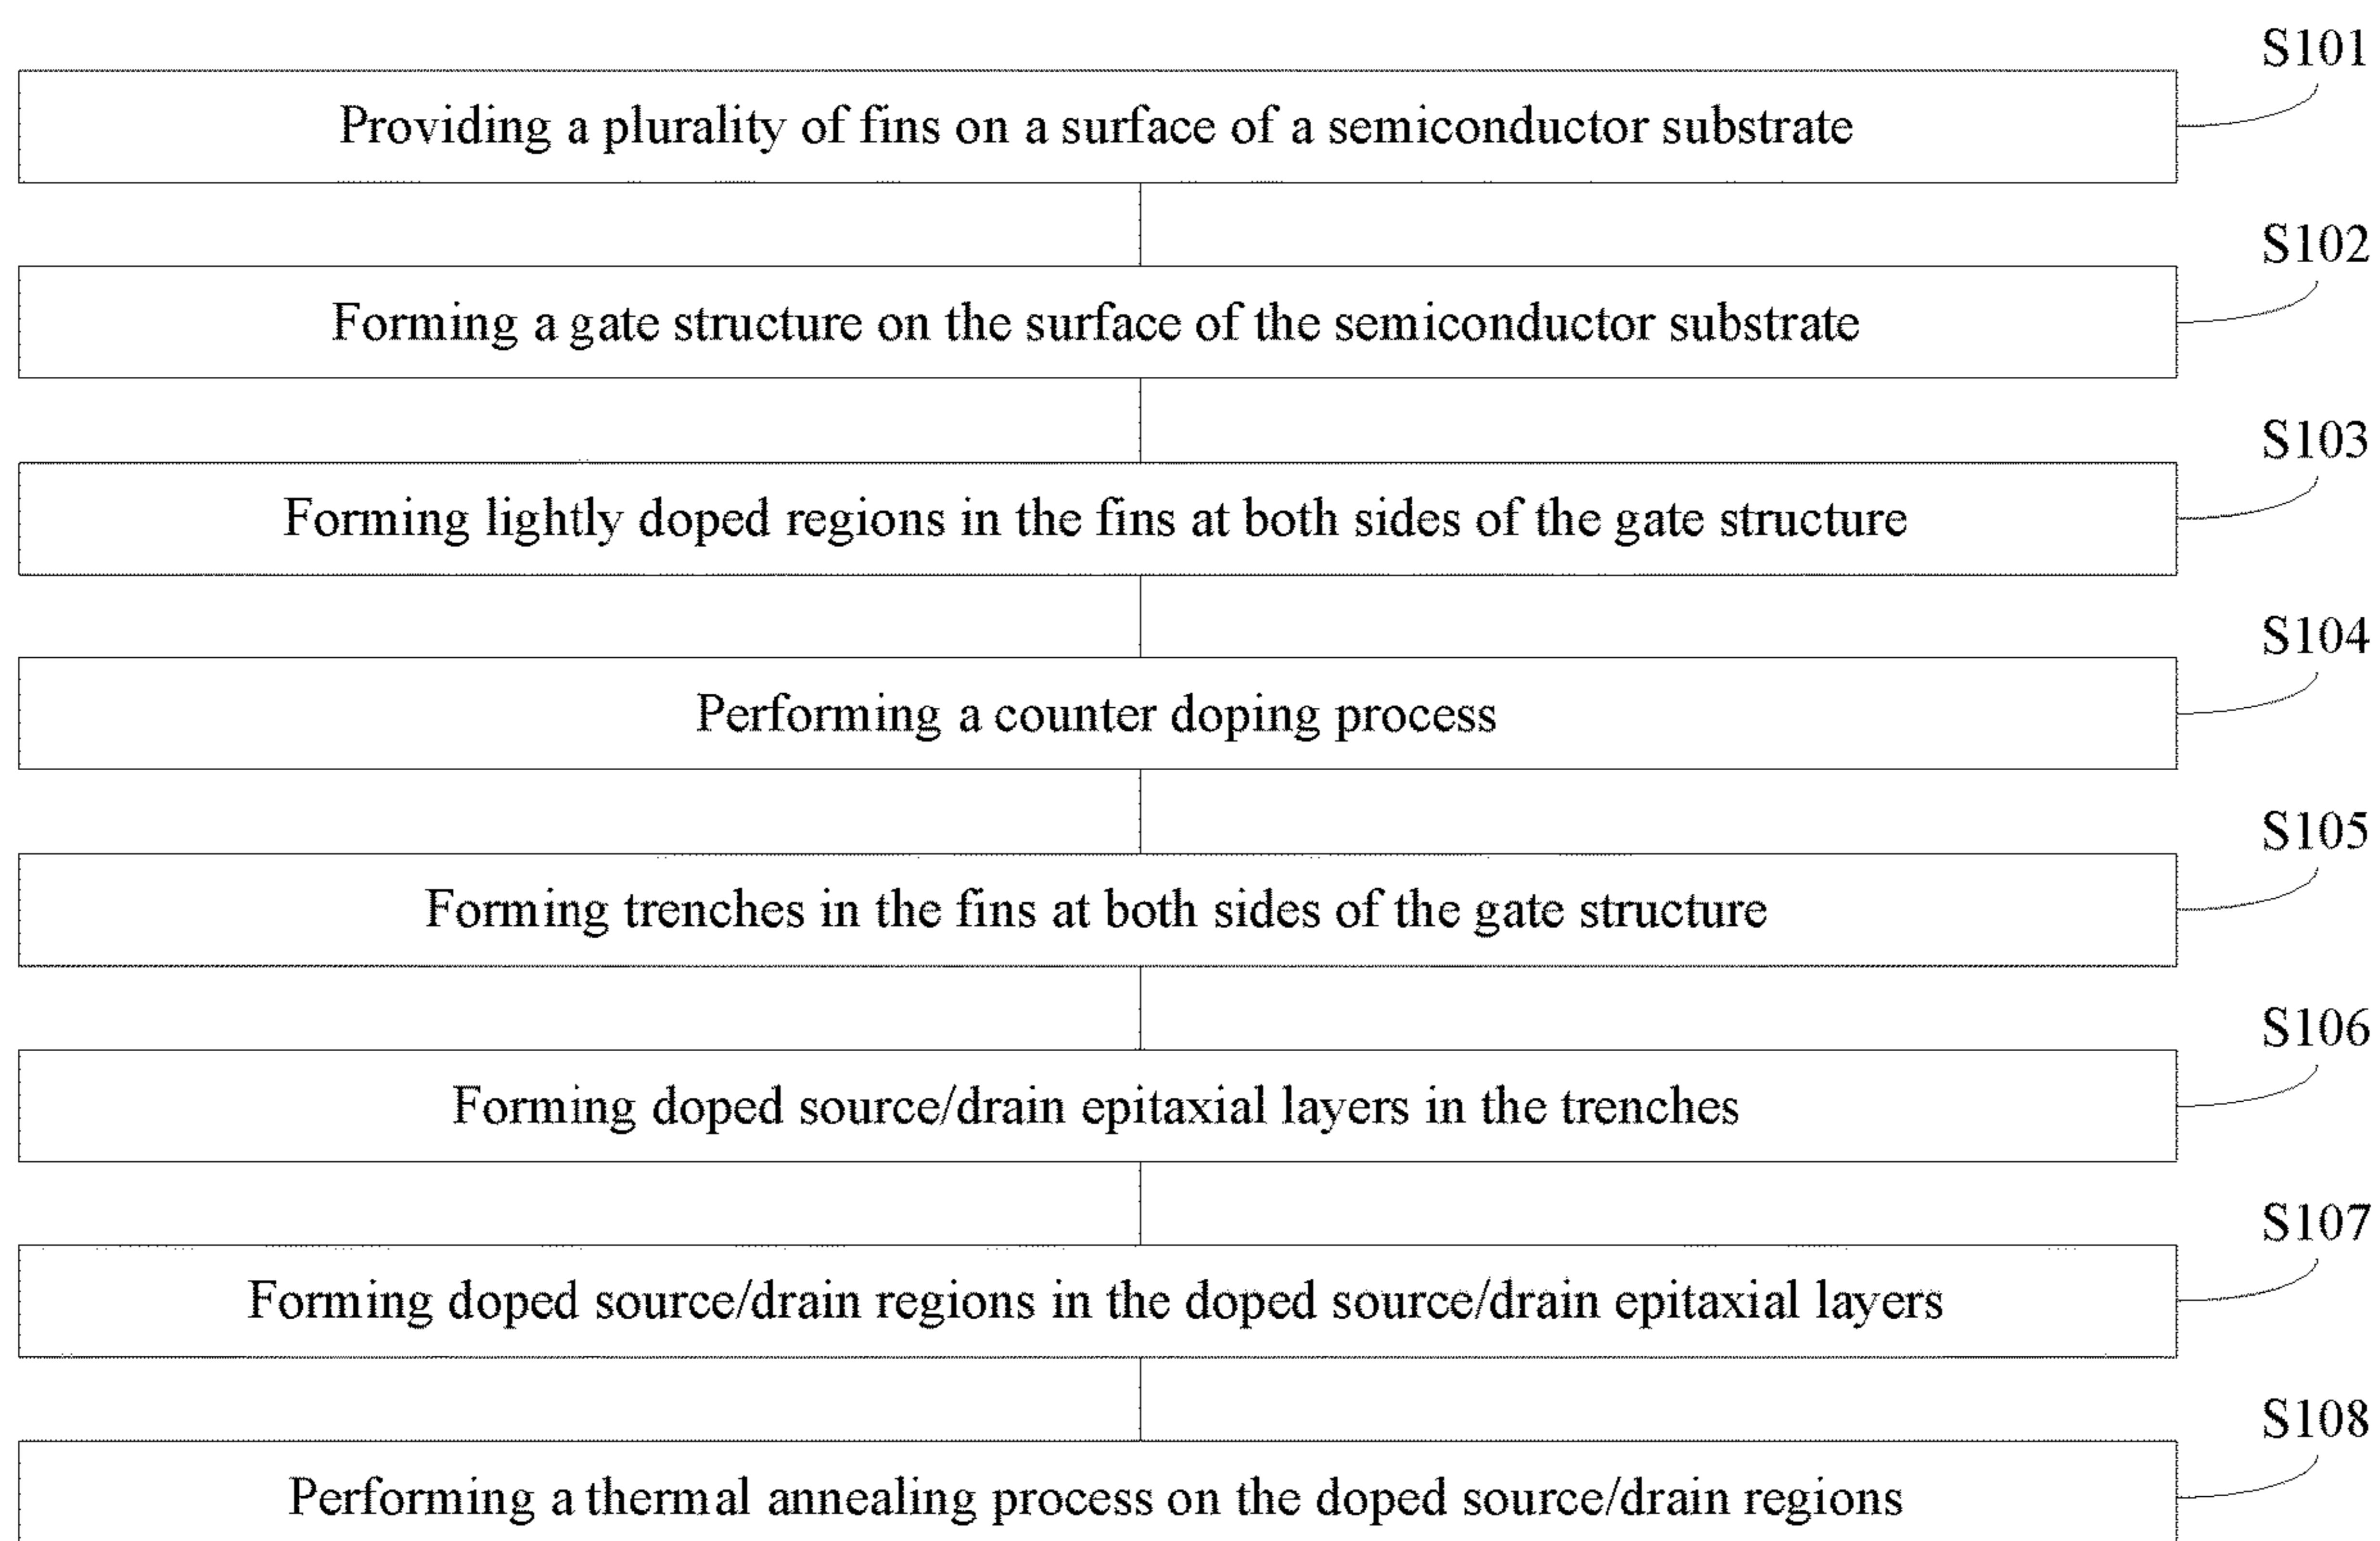 S101
Providing a plurality of fins on a surface of a semiconductor substrate
S102
Forming a gate structure on the surface of the semiconductor substrate
S103
Forming lightly doped regions in the fins at both sides of the gate structure
S104
Performing a counter doping process
S105
Forming trenches in the fins at both sides of the gate structure
S106
Forming doped source/drain epitaxial layers in the trenches
S107
Forming doped source/drain regions in the doped source/drain epitaxial layers
S108
Performing a thermal annealing process on the doped source/drain regions